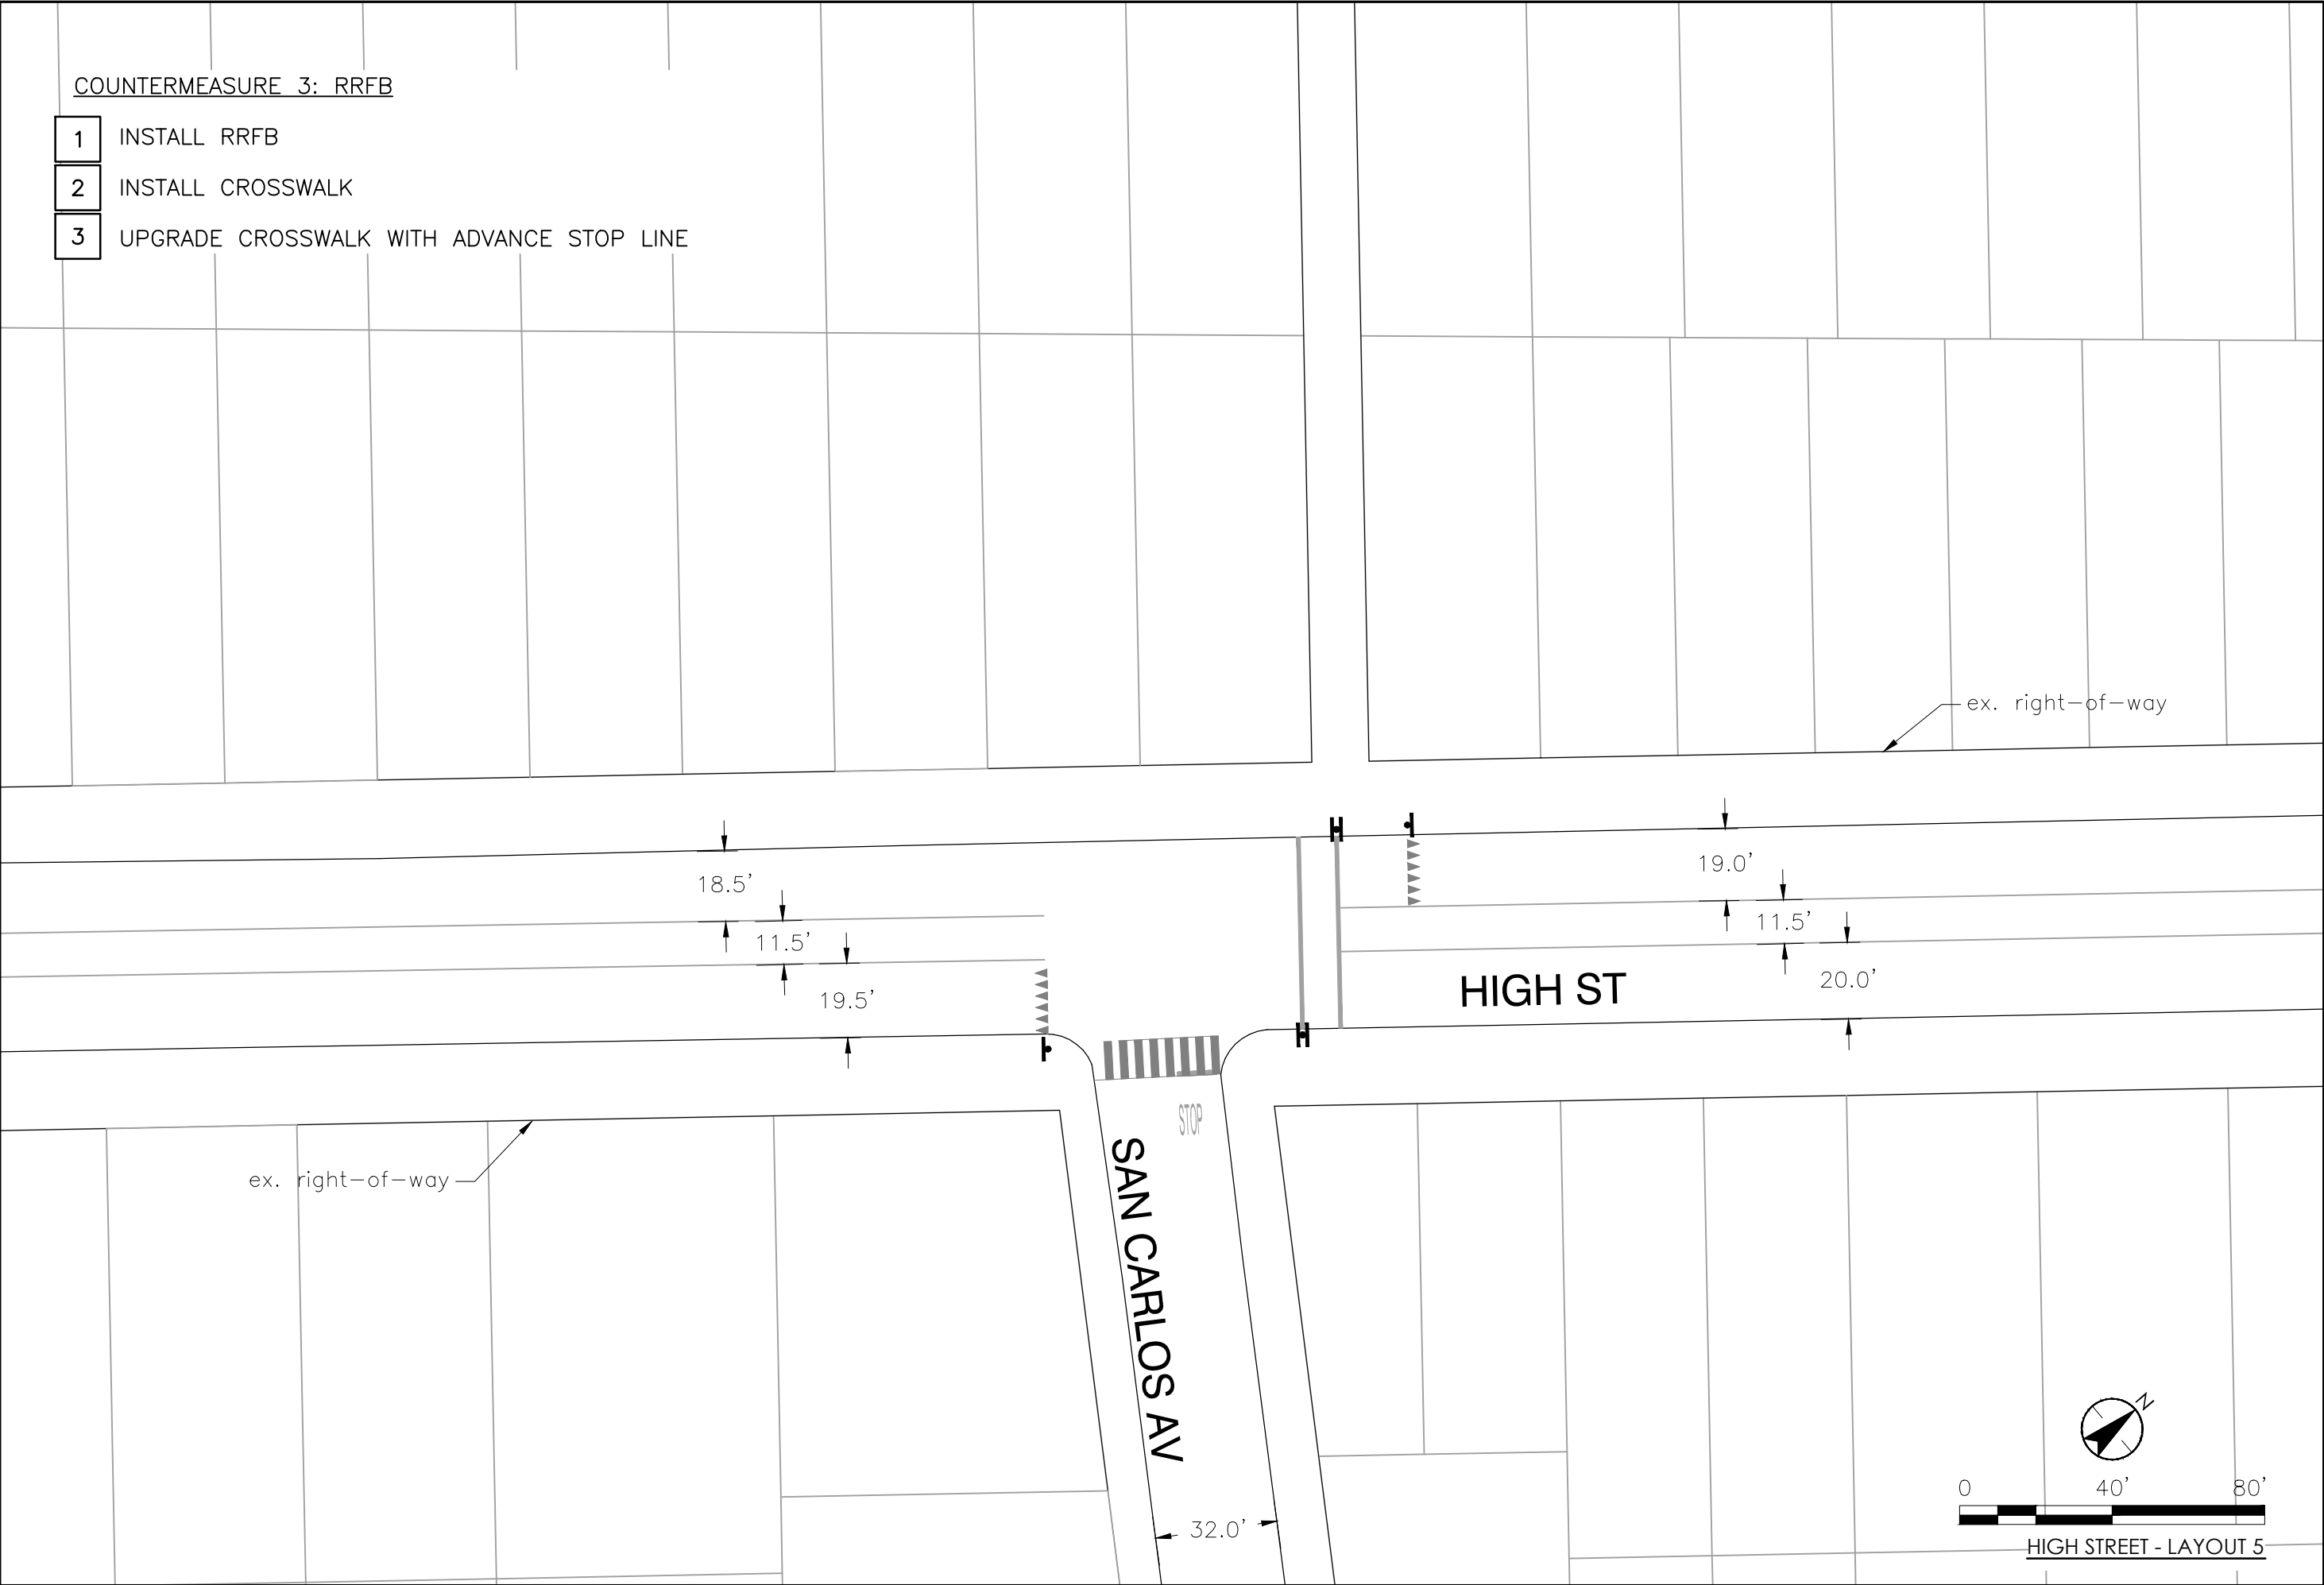 COUNTERMEASURE 3: RRFB
1 INSTALL RRFB
2 INSTALL CROSSWALK
3 UPGRADE CROSSWALK WITH ADVANCE STOP LINE
ex. right-of-way
18.5'
11.5'
19.5'
19.0'
11.5'
20.0'
HIGH ST
STOP
ex. right-of-way
SAN CARLOS AV
32.0'
N
0 40' 80'
HIGH STREET - LAYOUT 5